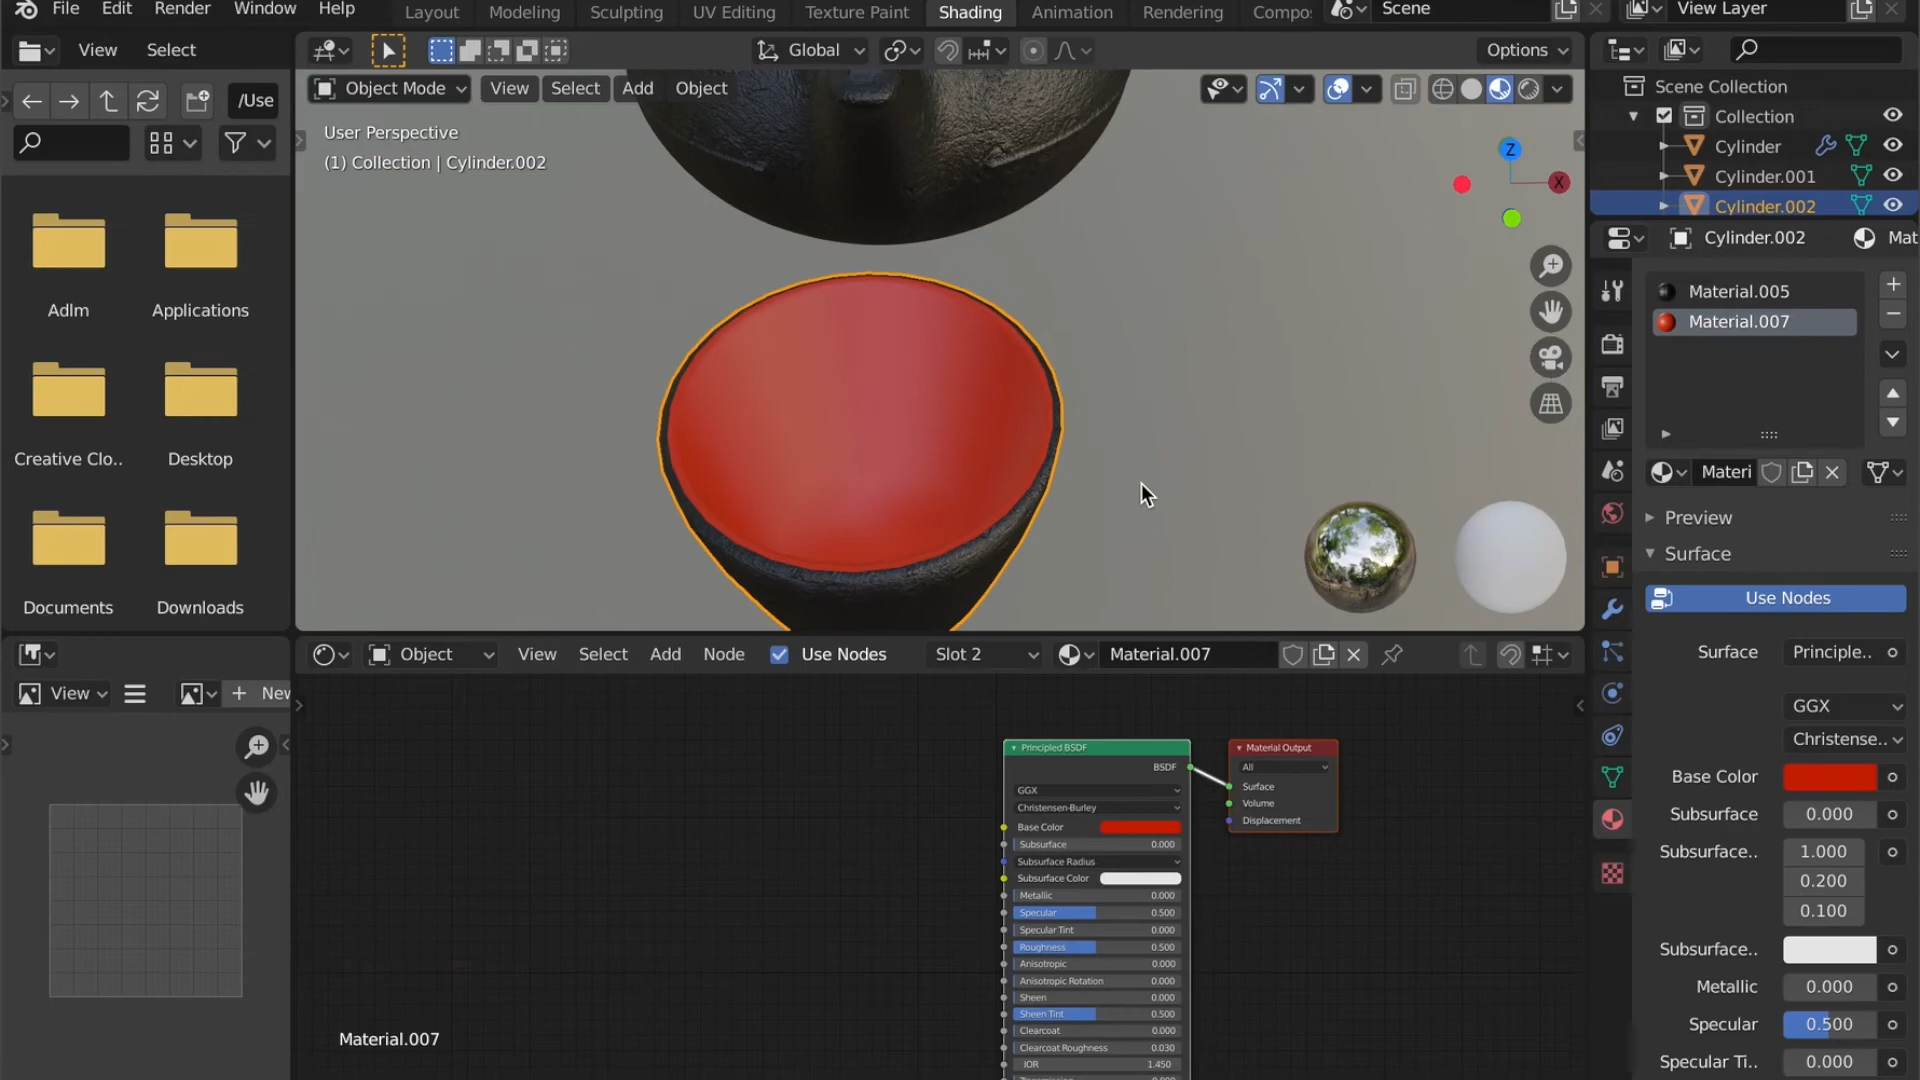 File Edit Render Window Help
Layout Modeling Sculpting UV Editing Texture Paint Shading Animation Rendering Compo
Scene View Layer
View Select
Global Options
Object Mode View Select Add Object
/Use
User Perspective
(1) Collection | Cylinder.002
Z
X
Adlm Applications
Creative Clo.. Desktop
Documents Downloads
Scene Collection
Collection
Cylinder
Cylinder.001
Cylinder.002
Cylinder.002 Mat
Material.005
Material.007
Materi
Preview
Surface
Use Nodes
Surface Principle..
GGX
Christense..
Base Color
Subsurface 0.000
Subsurface.. 1.000
0.200
0.100
Subsurface..
Metallic 0.000
Specular 0.500
Specular Ti.. 0.000
View New
Object View Select Add Node Use Nodes Slot 2 Material.007
Principled BSDF
BSDF
GGX
Christensen-Burley
Base Color
Subsurface 0.000
Subsurface Radius
Subsurface Color
Metallic 0.000
Specular 0.500
Specular Tint 0.000
Roughness 0.500
Anisotropic 0.000
Anisotropic Rotation 0.000
Sheen 0.000
Sheen Tint 0.500
Clearcoat 0.000
Clearcoat Roughness 0.030
IOR 1.450
Material Output
All
Surface
Volume
Displacement
Material.007